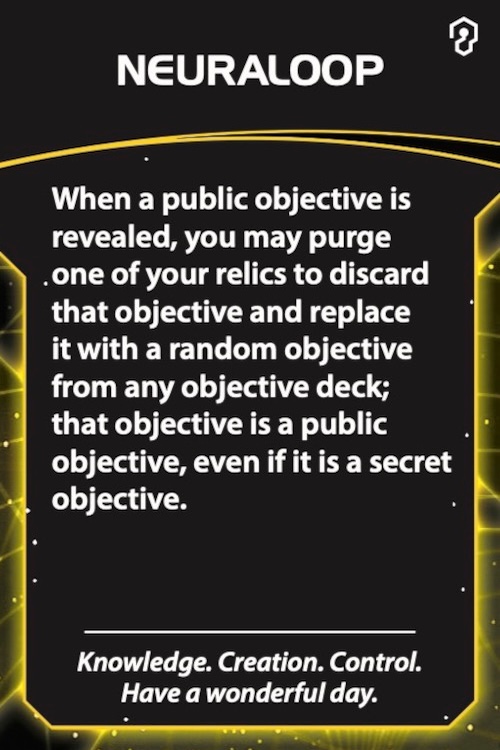 NEURALOOP
When a public objective is
revealed, you may purge
one of your relics to discard
that objective and replace
it with a random objective
from any objective deck;
that objective is a public
objective, even if it is a secret
objective.
Knowledge. Creation. Control.
Have a wonderful day.